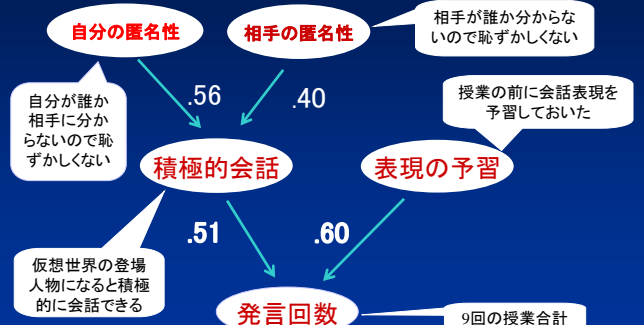 自分の匿名性
相手の匿名性
相手が誰か分からな
いので恥ずかしくない
自分が誰か
相手に分か
らないので恥
ずかしくない
.56
.40
授業の前に会話表現を
予習しておいた
積極的会話
表現の予習
.51
.60
仮想世界の登場
人物になると積極
的に会話できる
発言回数
9回の授業合計